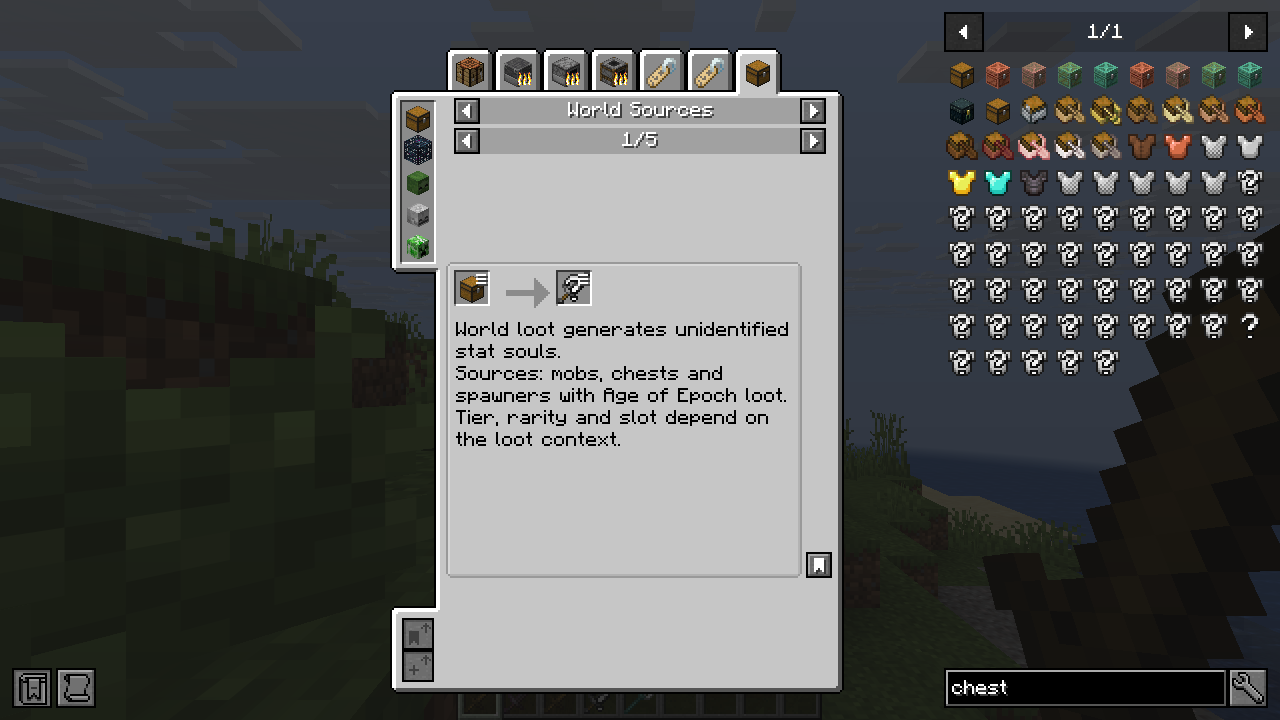 1/1
World Sources
1/5
World loot generates unidentified
stat souls.
Sources: mobs, chests and
spawners with Age of Epoch loot.
Tier, rarity and slot depend on
the loot context.
chest